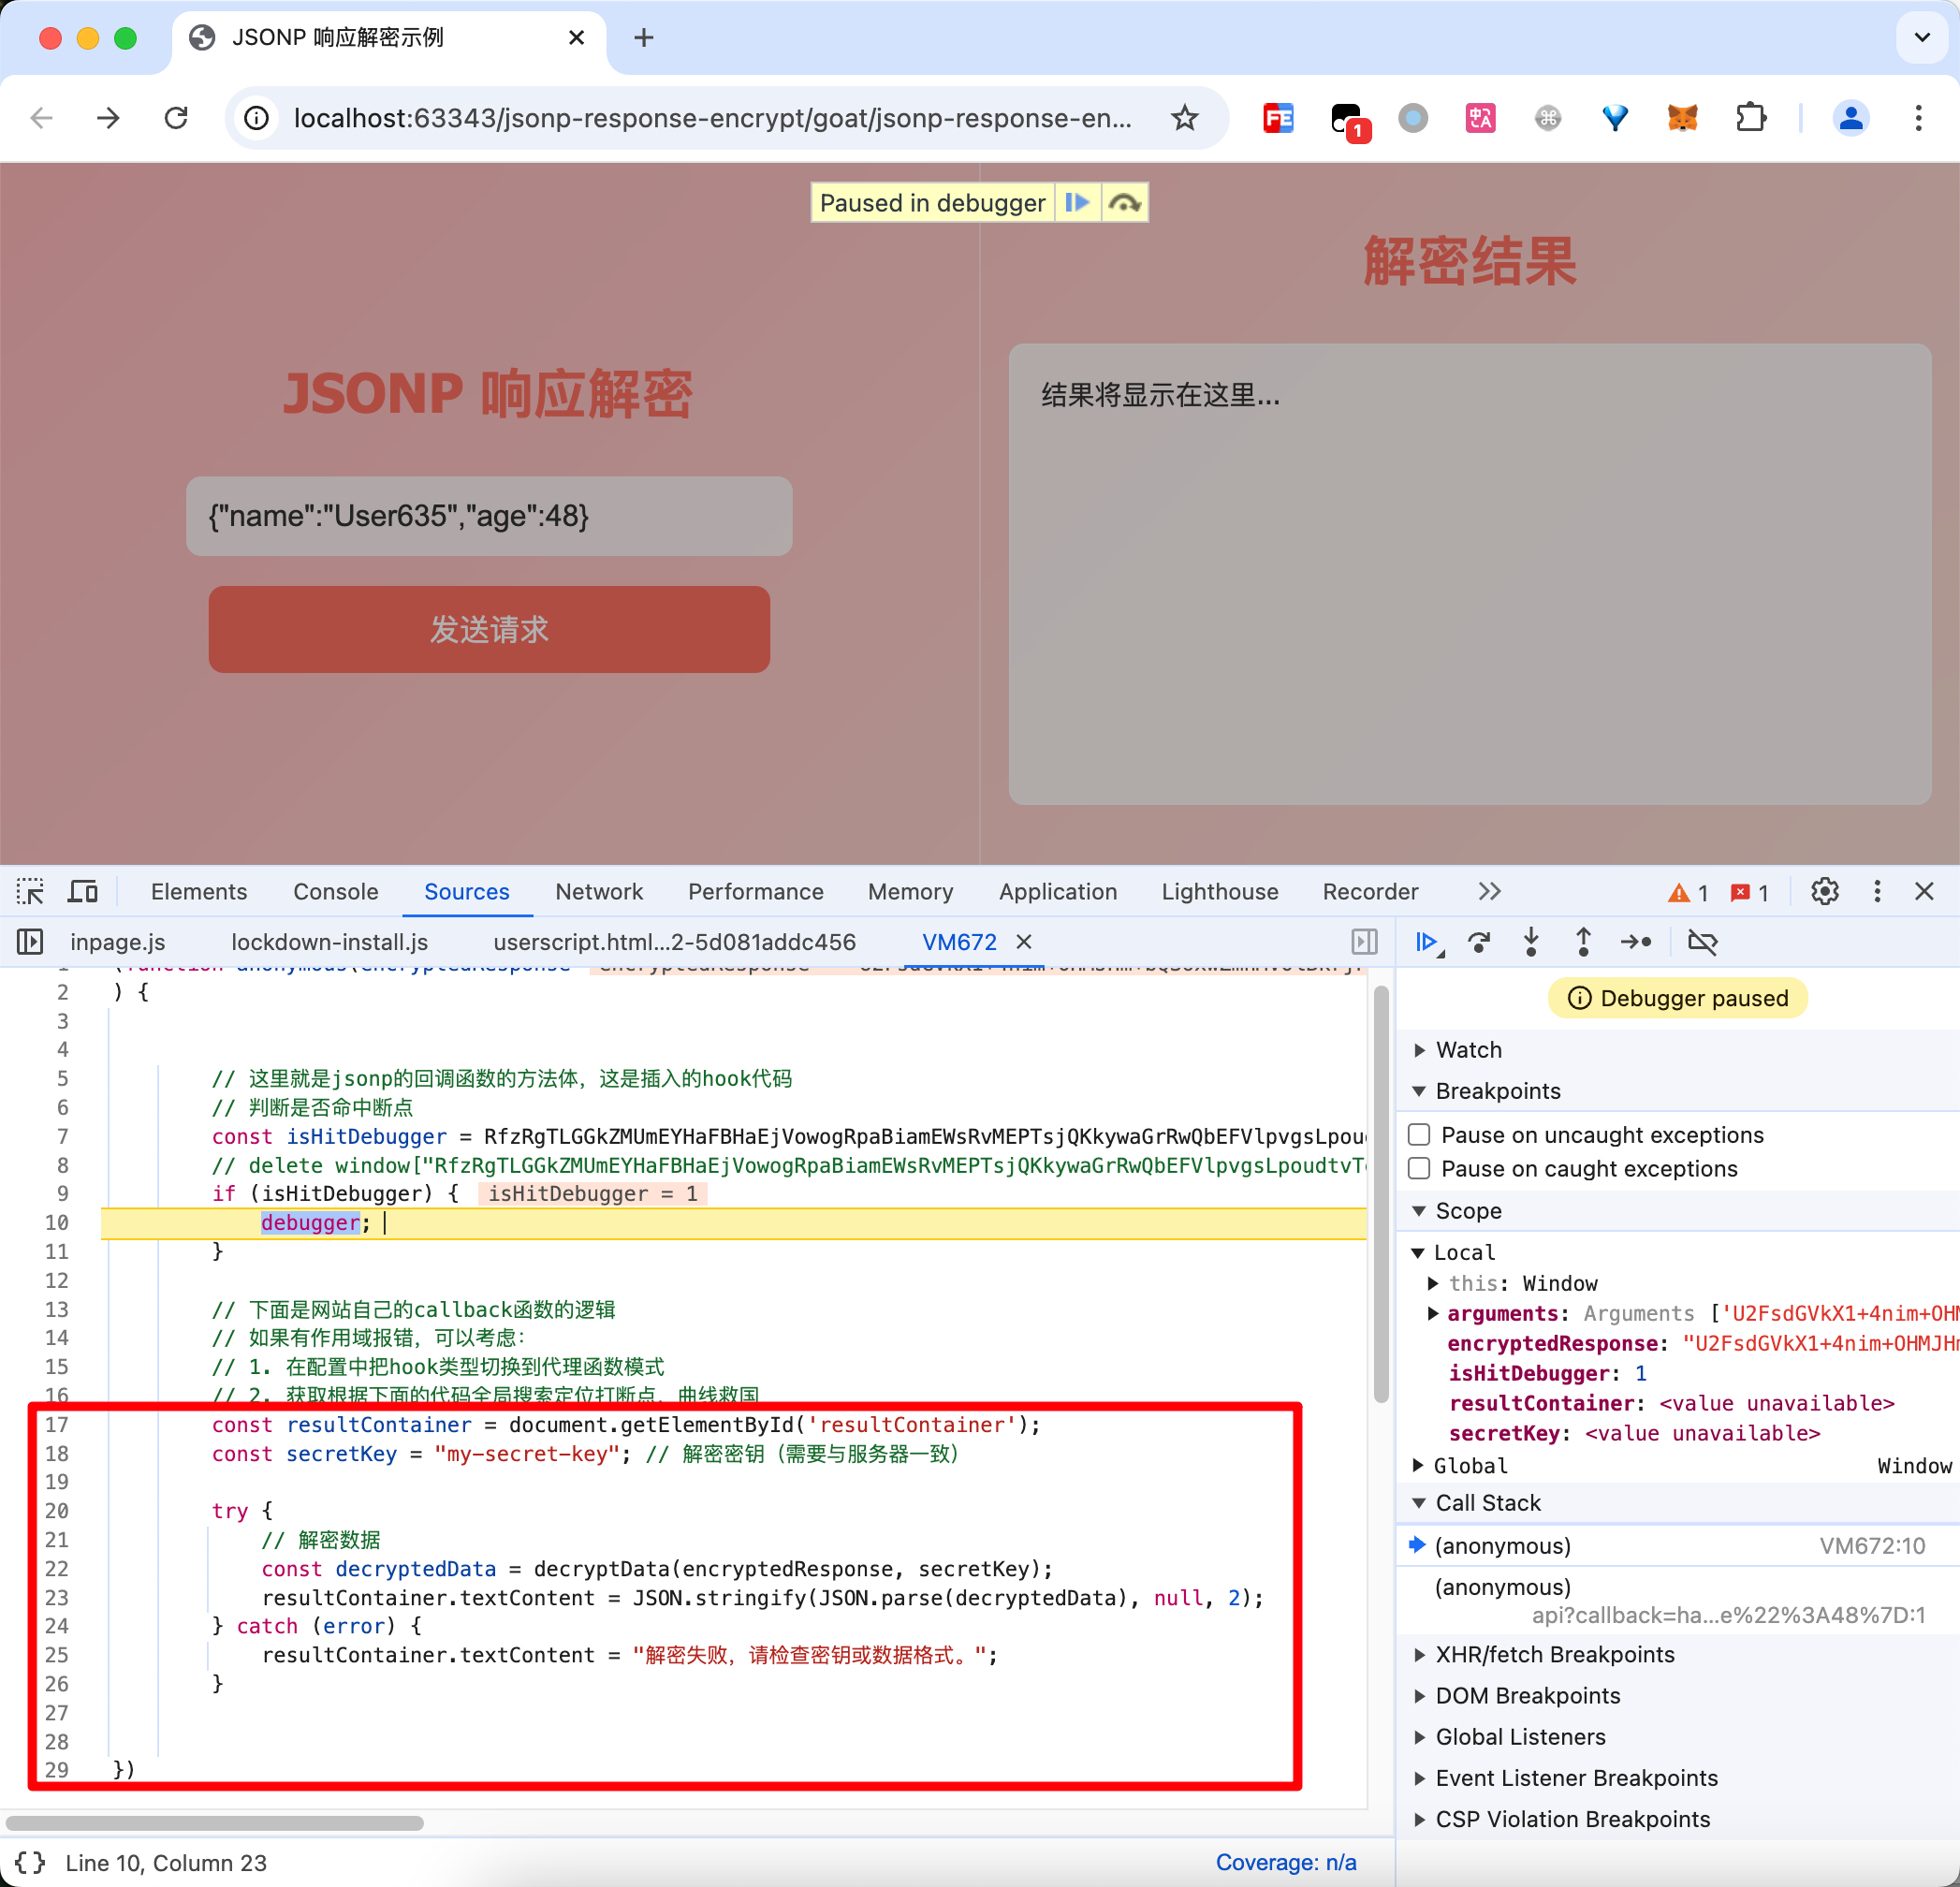 JSONP 响应解密示例
localhost:63343/jsonp-response-encrypt/goat/jsonp-response-en...
1
Paused in debugger
解密结果
JSONP 响应解密
结果将显示在这里...
{"name":"User635","age":48}
发送请求
Elements Console Sources Network Performance Memory Application Lighthouse Recorder 1 1
inpage.js lockdown-install.js userscript.html...2-5d081addc456 VM672
2 ) {
3
4
5 // 这里就是jsonp的回调函数的方法体，这是插入的hook代码
6 // 判断是否命中断点
7 const isHitDebugger =
8 // delete
9 if (isHitDebugger) { isHitDebugger = 1
10 debugger;
11 }
12
13 // 下面是网站自己的callback函数的逻辑
14 // 如果有作用域报错，可以考虑：
15 // 1. 在配置中把hook类型切换到代理函数模式
16 // 2. 获取根据下面的代码全局搜索定位打断点，曲线救国
17 const resultContainer = document.getElementById('resultContainer');
18 const secretKey = "my-secret-key"; // 解密密钥（需要与服务器一致）
19
20 try {
21 // 解密数据
22 const decryptedData = decryptData(encryptedResponse, secretKey);
23 resultContainer.textContent = JSON.stringify(JSON.parse(decryptedData), null, 2);
24 } catch (error) {
25 resultContainer.textContent = "解密失败，请检查密钥或数据格式。";
26 }
27
28
29 })
Line 10, Column 23
Coverage: n/a
Debugger paused
Watch
Breakpoints
Pause on uncaught exceptions
Pause on caught exceptions
Scope
Local
this: Window
arguments: Arguments
encryptedResponse:
isHitDebugger: 1
resultContainer: <value unavailable>
secretKey: <value unavailable>
Global Window
Call Stack
(anonymous) VM672:10
(anonymous)
api?callback=ha...e%22%3A48%7D:1
XHR/fetch Breakpoints
DOM Breakpoints
Global Listeners
Event Listener Breakpoints
CSP Violation Breakpoints